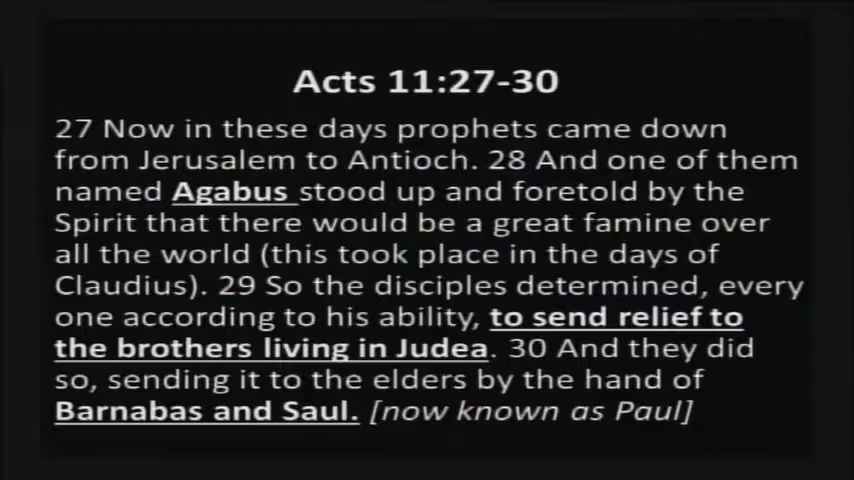 Acts 11:27-30
27 Now in these days prophets came down
from Jerusalem to Antioch. 28 And one of them
named Agabus stood up and foretold by the
Spirit that there would be a great famine over
all the world (this took place in the days of
Claudius). 29 So the disciples determined, every
one according to his ability, to send relief to
the brothers living in Judea. 30 And they did
so, sending it to the elders by the hand of
Barnabas and Saul. [now known as Paul]